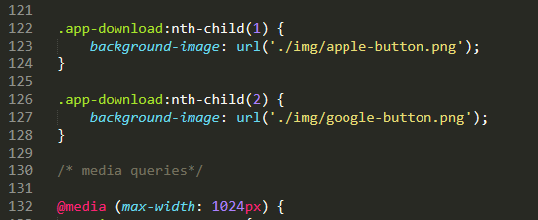 121
122 .app-download:nth-child(1) {
123     background-image: url('./img/apple-button.png');
124 }
125
126 .app-download:nth-child(2) {
127     background-image: url('./img/google-button.png');
128 }
129
130 /* media queries*/
131
132 @media (max-width: 1024px) {